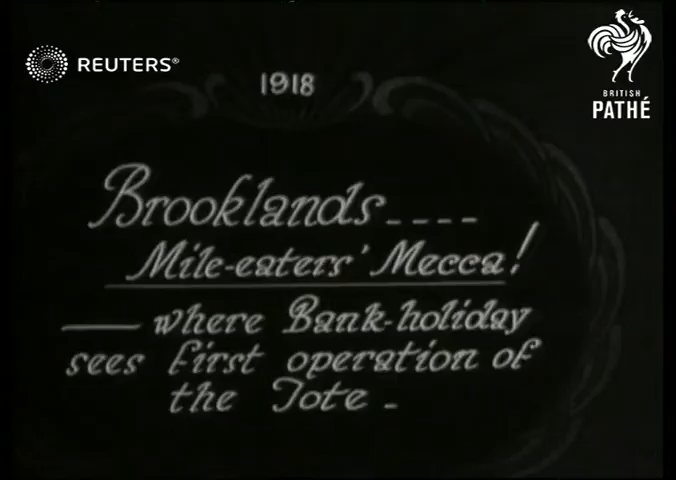 REUTERS®
BRITISH
PATHÉ
1918
Brooklands----
Mile-eaters' Mecca!
— where Bank-holiday
sees first operation of
the Tote -